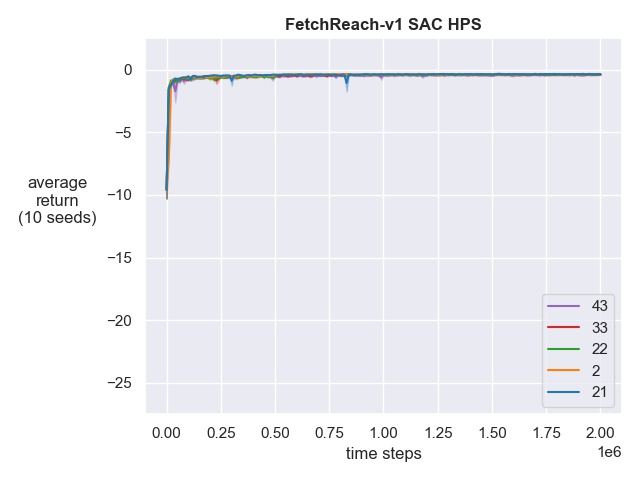 FetchReach-v1 SAC HPS
0
−5
−10
−15
−20
−25
average
return
(10 seeds)
43
33
22
2
21
0.00 0.25 0.50 0.75 1.00 1.25 1.50 1.75 2.00
time steps
1e6